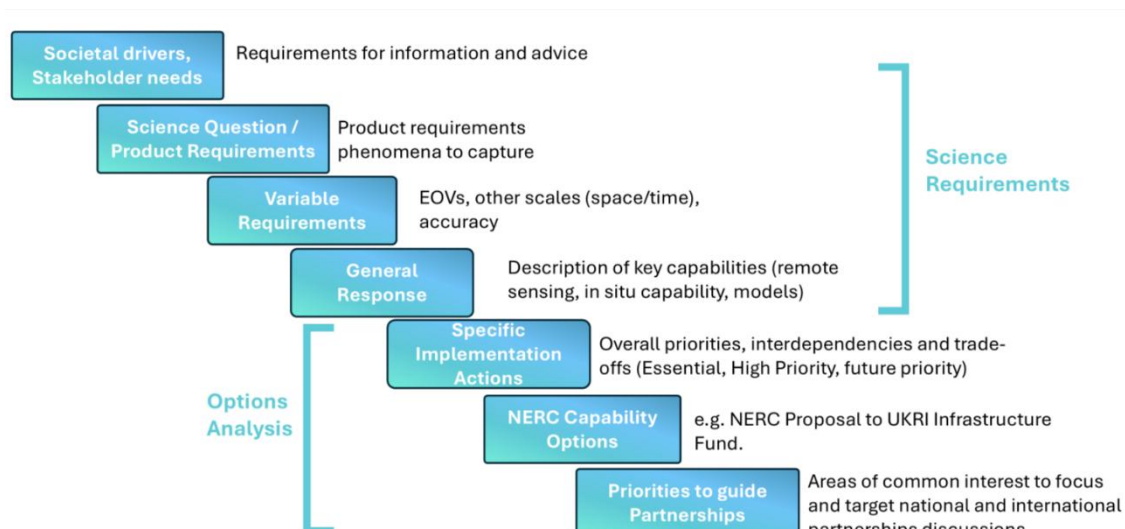 Societal drivers,
Stakeholder needs
Requirements for information and advice
Science Question /
Product Requirements
Product requirements
phenomena to capture
Variable
Requirements
EOVs, other scales (space/time),
accuracy
General
Response
Description of key capabilities (remote
sensing, in situ capability, models)
Science
Requirements
Specific
Implementation
Actions
Overall priorities, interdependencies and trade-
offs (Essential, High Priority, future priority)
Options
Analysis
NERC Capability
Options
e.g. NERC Proposal to UKRI Infrastructure
Fund.
Priorities to guide
Partnerships
Areas of common interest to focus
and target national and international
partnerships discussions